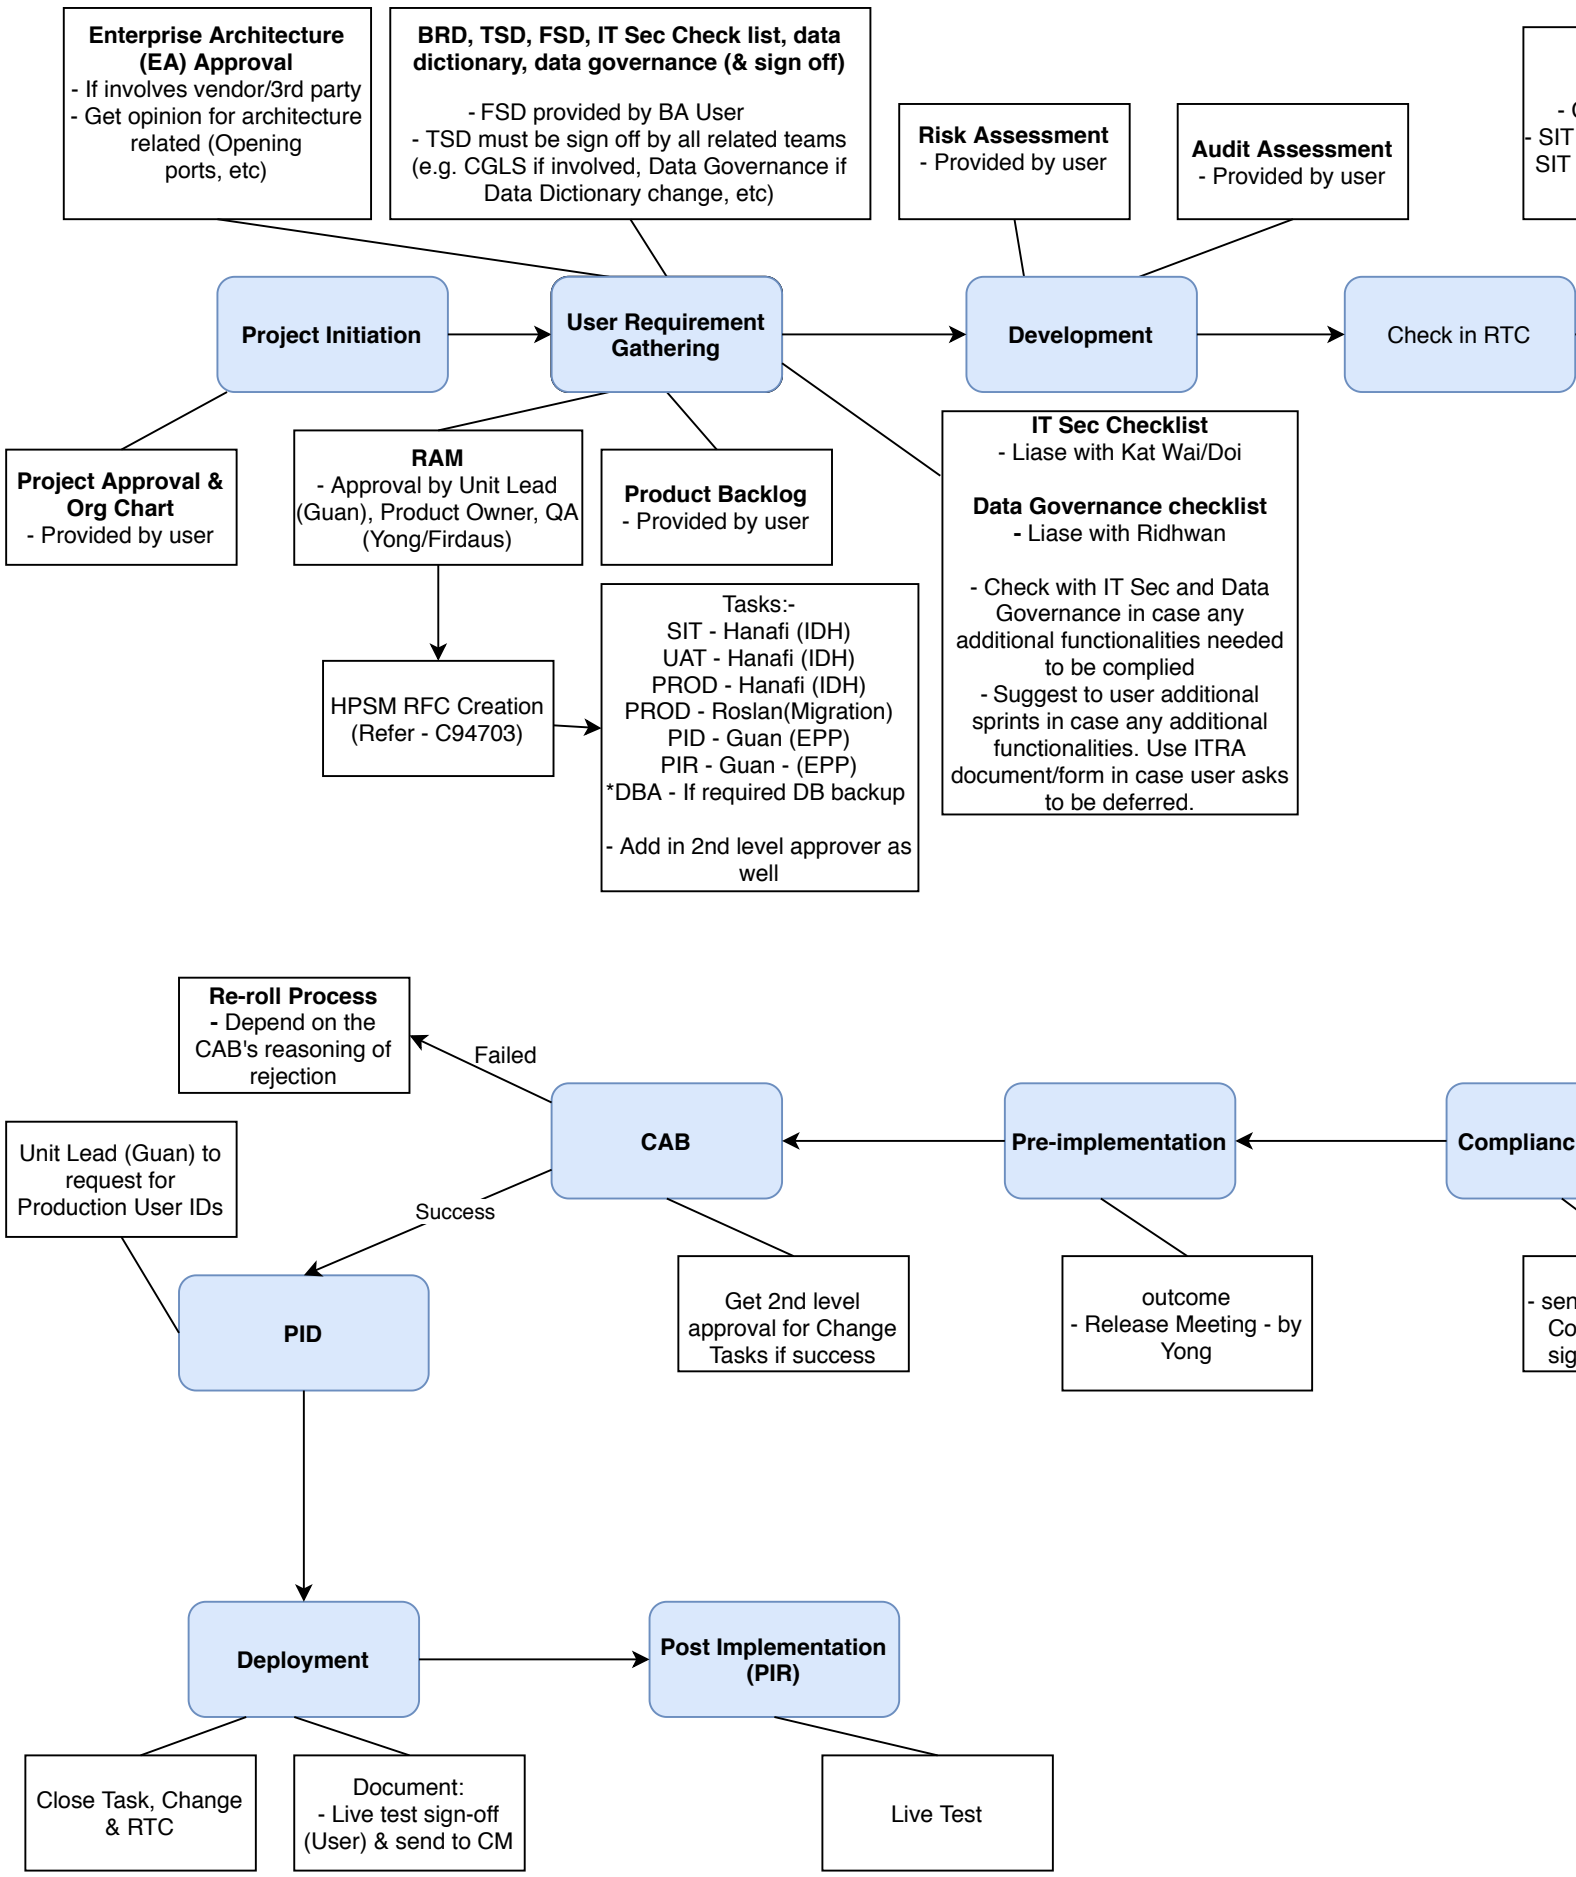 Enterprise Architecture
(EA) Approval
- If involves vendor/3rd party
- Get opinion for architecture
related (Opening
ports, etc)
BRD, TSD, FSD, IT Sec Check list, data
dictionary, data governance (& sign off)
- FSD provided by BA User
- TSD must be sign off by all related teams
(e.g. CGLS if involved, Data Governance if
Data Dictionary change, etc)
Risk Assessment
- Provided by user
Audit Assessment
- Provided by user
- SIT
SIT
Project Initiation
User Requirement
Gathering
Development
Check in RTC
Project Approval &
Org Chart
- Provided by user
RAM
- Approval by Unit Lead
(Guan), Product Owner, QA
(Yong/Firdaus)
Product Backlog
- Provided by user
IT Sec Checklist
- Liase with Kat Wai/Doi
Data Governance checklist
- Liase with Ridhwan
- Check with IT Sec and Data
Governance in case any
additional functionalities needed
to be complied
- Suggest to user additional
sprints in case any additional
functionalities. Use ITRA
document/form in case user asks
to be deferred.
HPSM RFC Creation
(Refer - C94703)
Tasks:-
SIT - Hanafi (IDH)
UAT - Hanafi (IDH)
PROD - Hanafi (IDH)
PROD - Roslan(Migration)
PID - Guan (EPP)
PIR - Guan - (EPP)
*DBA - If required DB backup
- Add in 2nd level approver as
well
Re-roll Process
- Depend on the
CAB's reasoning of
rejection
Failed
Unit Lead (Guan) to
request for
Production User IDs
CAB
Pre-implementation
Complianc
Success
PID
Get 2nd level
approval for Change
Tasks if success
outcome
- Release Meeting - by
Yong
- sen
Co
sig
Deployment
Post Implementation
(PIR)
Close Task, Change
& RTC
Document:
- Live test sign-off
(User) & send to CM
Live Test